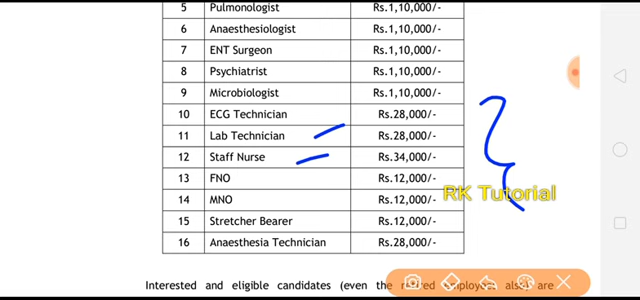 5 Pulmonologist Rs.1,10,000/-
6 Anaesthesiologist Rs.1,10,000/-
7 ENT Surgeon Rs.1,10,000/-
8 Psychiatrist Rs.1,10,000/-
9 Microbiologist Rs.1,10,000/-
10 ECG Technician Rs.28,000/-
11 Lab Technician Rs.28,000/-
12 Staff Nurse Rs.34,000/-
13 FNO Rs.12,000/-
RK Tutorial
14 MNO Rs.12,000/-
15 Stretcher Bearer Rs.12,000/-
16 Anaesthesia Technician Rs.28,000/-
Interested and eligible candidates (even the retired employees also) are